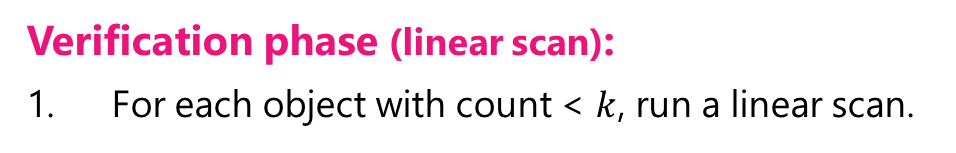 Verification phase (linear scan):
1. For each object with count < k, run a linear scan.